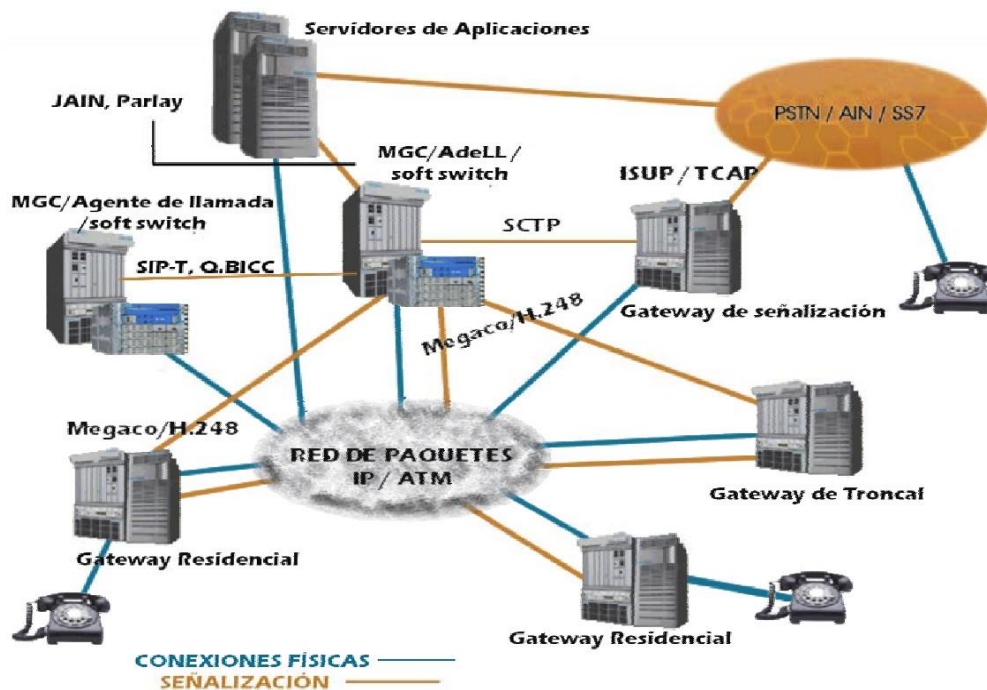 Servidores de Aplicaciones
JAIN, Parlay
PSTN / AIN / SS7
MGC/AdeLL/
soft switch
ISUP / TCAP
MGC/Agente de llamada
/soft switch
SCTP
SIP-T, Q.BICC
Gateway de señalización
Megaco/H.248
Megaco/H.248
RED DE PAQUETES
IP / ATM
Gateway de Troncal
Gateway Residencial
Gateway Residencial
CONEXIONES FÍSICAS
SEÑALIZACIÓN